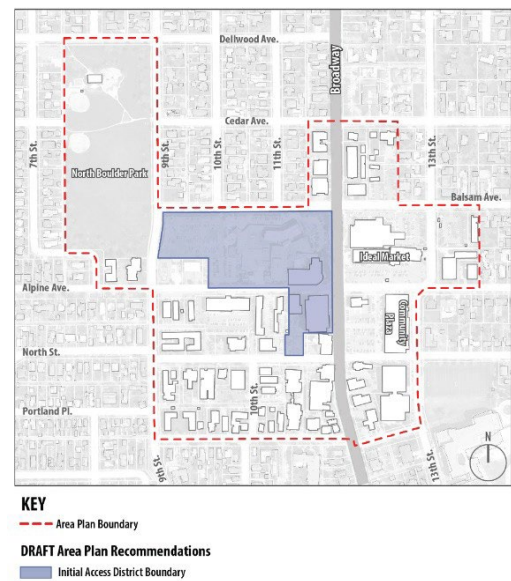 Dellwood Ave.
Broadway
Cedar Ave.
7th St.
9th St.
10th St.
11th St.
13th St.
North Boulder Park
Balsam Ave.
Ideal Market
Alpine Ave.
Community
Plaza
North St.
10th St.
Portland Pl.
9th St.
13th St.
N
KEY
Area Plan Boundary
DRAFT Area Plan Recommendations
Initial Access District Boundary